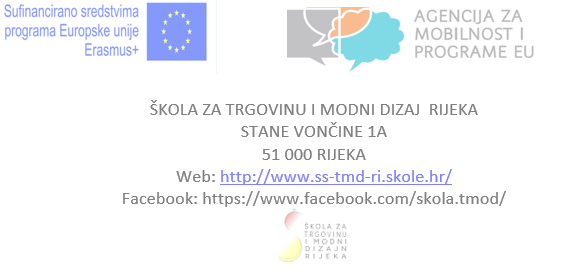 Sufinancirano sredstvima
programa Europske unije
Erasmus+
AGENCIJA ZA
MOBILNOST I
PROGRAME EU
ŠKOLA ZA TRGOVINU I MODNI DIZAJ  RIJEKA
STANE VONČINE 1A
51 000 RIJEKA
Web: http://www.ss-tmd-ri.skole.hr/
Facebook: https://www.facebook.com/skola.tmod/
ŠKOLA ZA
TRGOVINU
I MODNI
DIZAJN
RIJEKA